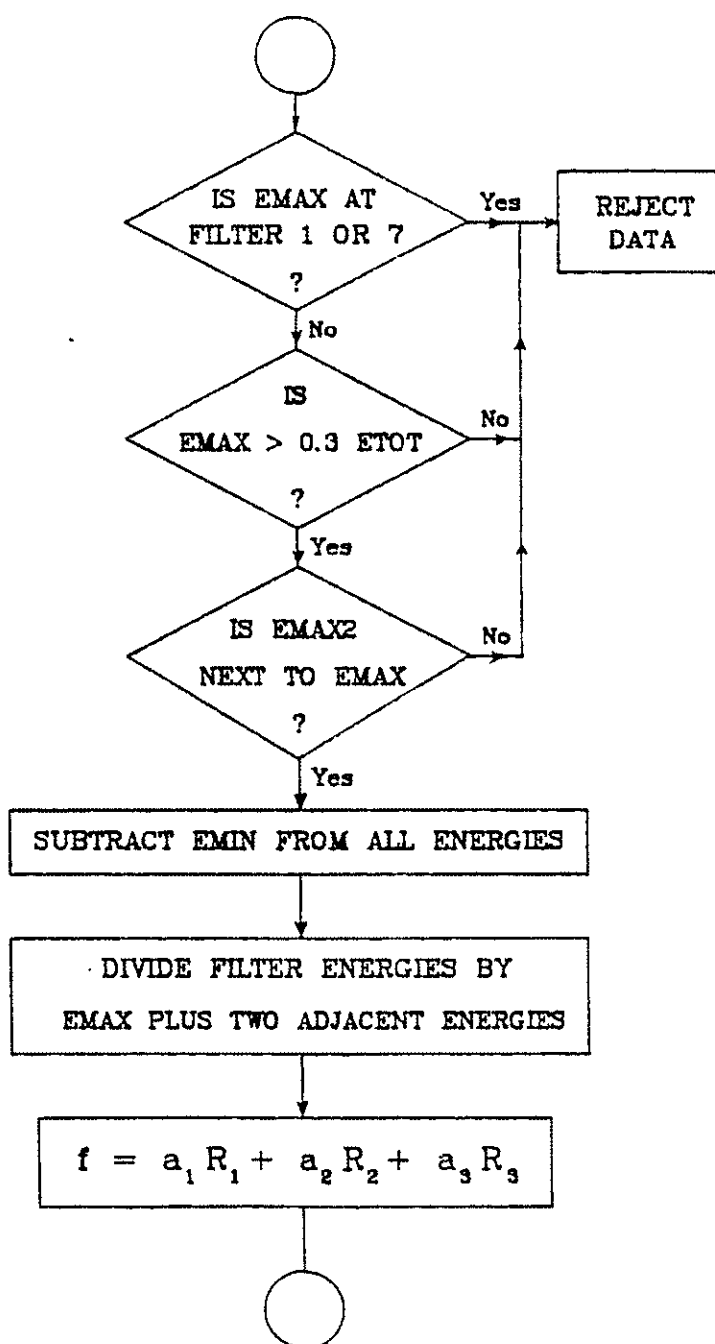 IS EMAX AT
FILTER 1 OR 7
?
Yes
REJECT
DATA
No
IS
EMAX > 0.3 ETOT
?
No
Yes
IS EMAX2
NEXT TO EMAX
?
No
Yes
SUBTRACT EMIN FROM ALL ENERGIES
DIVIDE FILTER ENERGIES BY
EMAX PLUS TWO ADJACENT ENERGIES
f = a₁ R₁ + a₂ R₂ + a₃ R₃